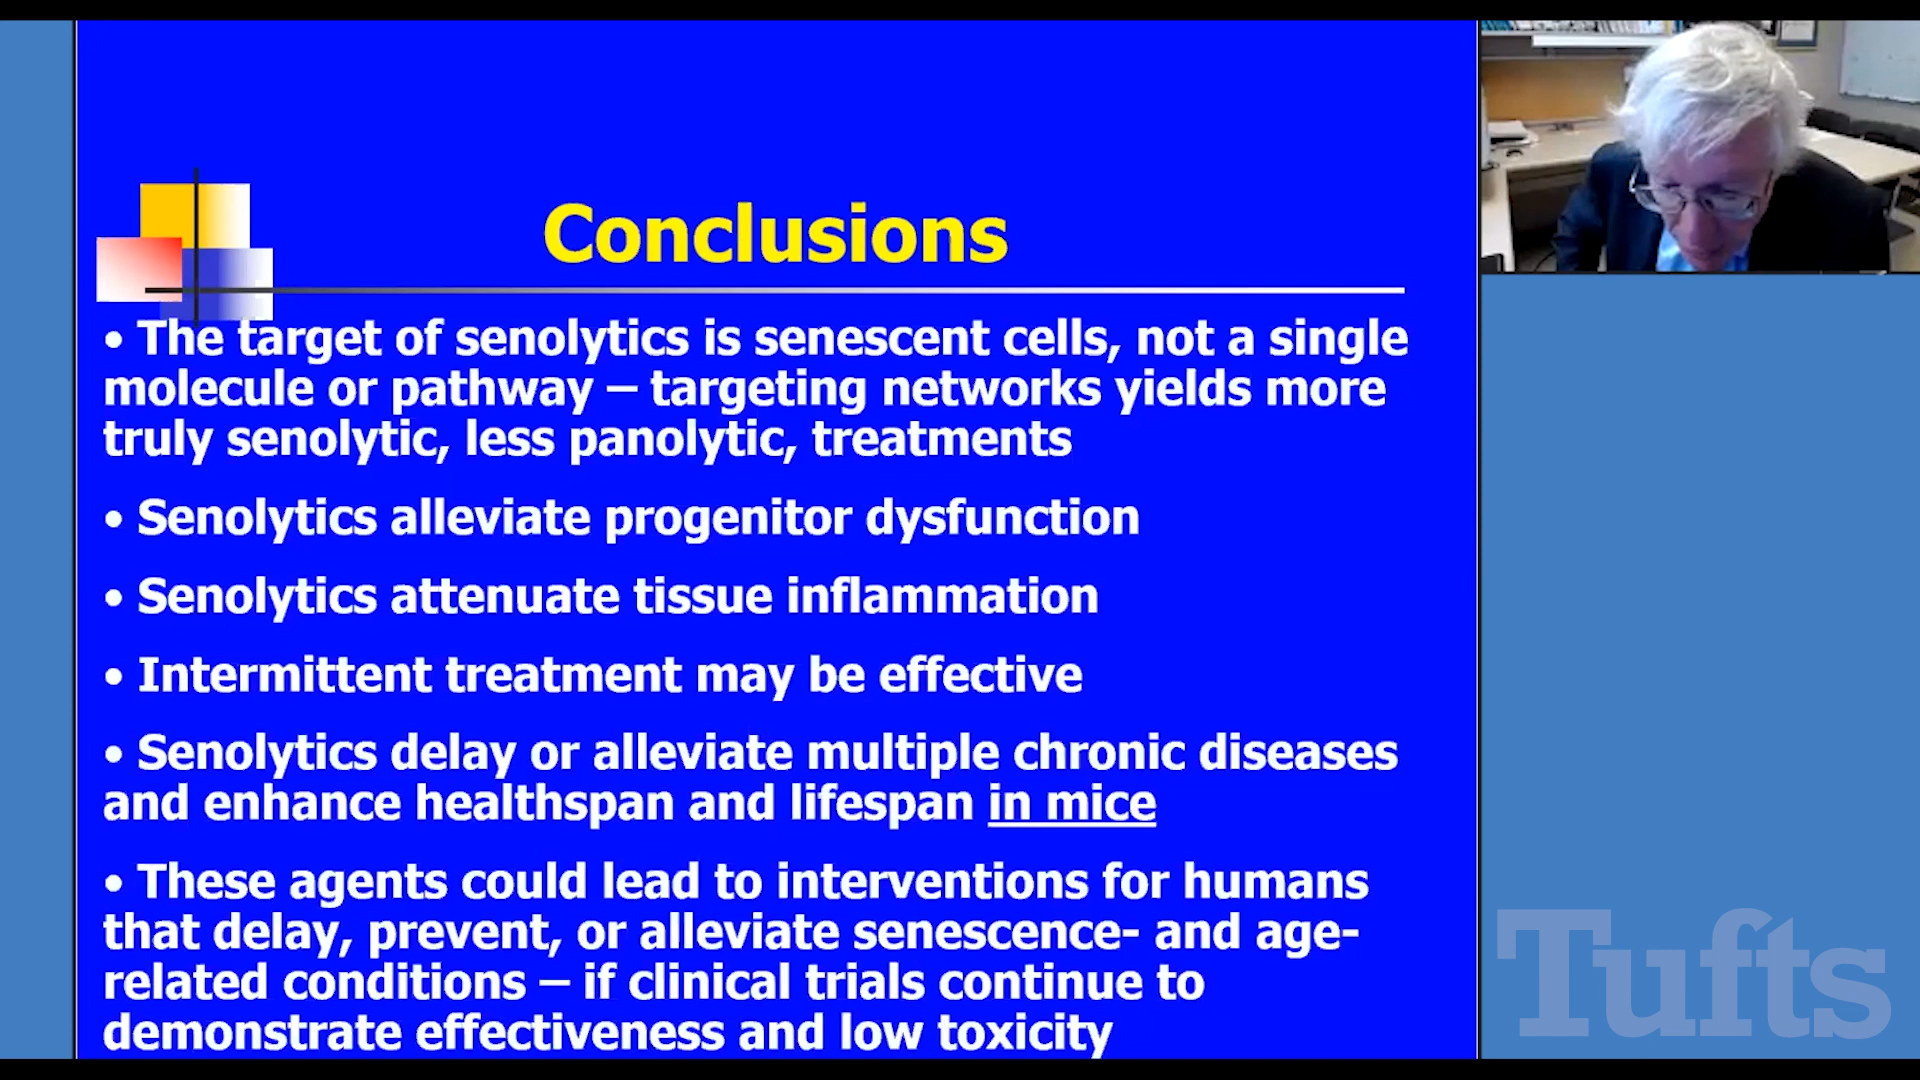 Conclusions
• The target of senolytics is senescent cells, not a single
molecule or pathway – targeting networks yields more
truly senolytic, less panolytic, treatments
• Senolytics alleviate progenitor dysfunction
• Senolytics attenuate tissue inflammation
• Intermittent treatment may be effective
• Senolytics delay or alleviate multiple chronic diseases
and enhance healthspan and lifespan in mice
• These agents could lead to interventions for humans
that delay, prevent, or alleviate senescence- and age-
related conditions – if clinical trials continue to
demonstrate effectiveness and low toxicity
Tufts